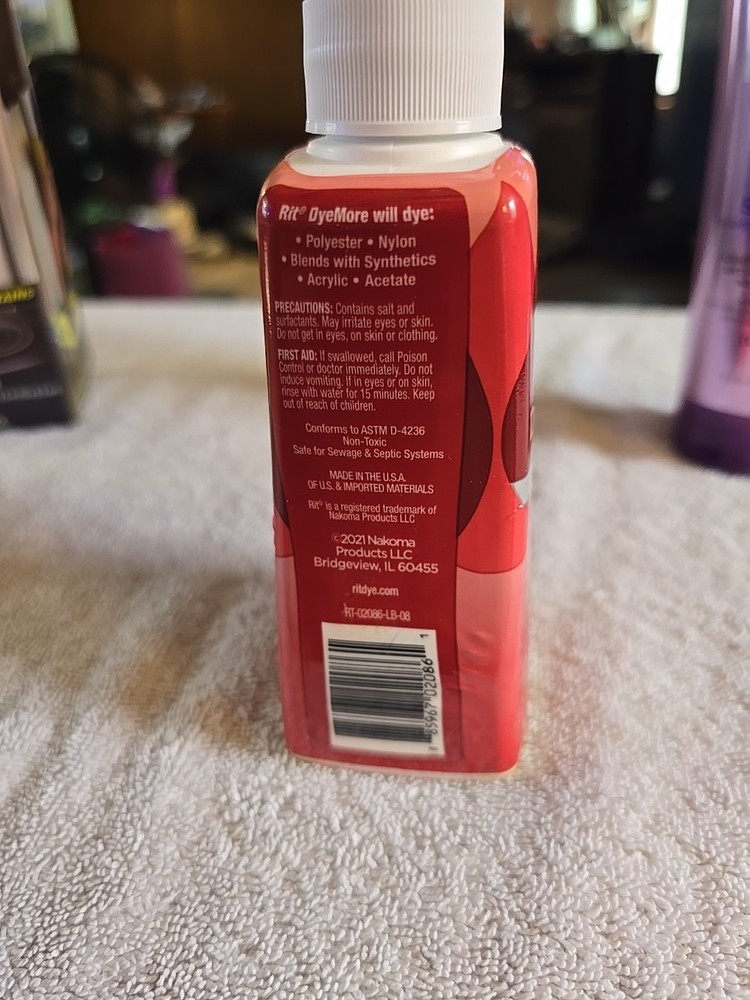 Rit® DyeMore will dye:
• Polyester • Nylon
• Blends with Synthetics
• Acrylic • Acetate
PRECAUTIONS: Contains salt and
surfactants. May irritate eyes or skin.
Do not get in eyes, on skin or clothing.
FIRST AID: If swallowed, call Poison
Control or doctor immediately. Do not
induce vomiting. If in eyes or on skin,
rinse with water for 15 minutes. Keep
out of reach of children.
Conforms to ASTM D-4236
Non-Toxic
Safe for Sewage & Septic Systems
MADE IN THE U.S.A.
OF U.S. & IMPORTED MATERIALS
Rit® is a registered trademark of
Nakoma Products LLC
©2021 Nakoma
Products LLC
Bridgeview, IL 60455
ritdye.com
RT-02086-LB-08
85967 02086 1